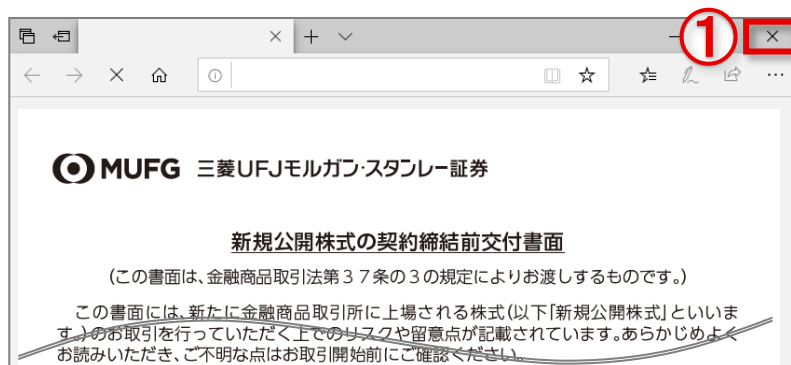 ①
MUFG 三菱UFJモルガン・スタンレー証券
新規公開株式の契約締結前交付書面
(この書面は、金融商品取引法第３７条の３の規定によりお渡しするものです。)
この書面には、新たに金融商品取引所に上場される株式(以下「新規公開株式」といいま
す。)のお取引を行っていただく上でのリスクや留意点が記載されています。あらかじめよく
お読みいただき、ご不明な点はお取引開始前にご確認ください。